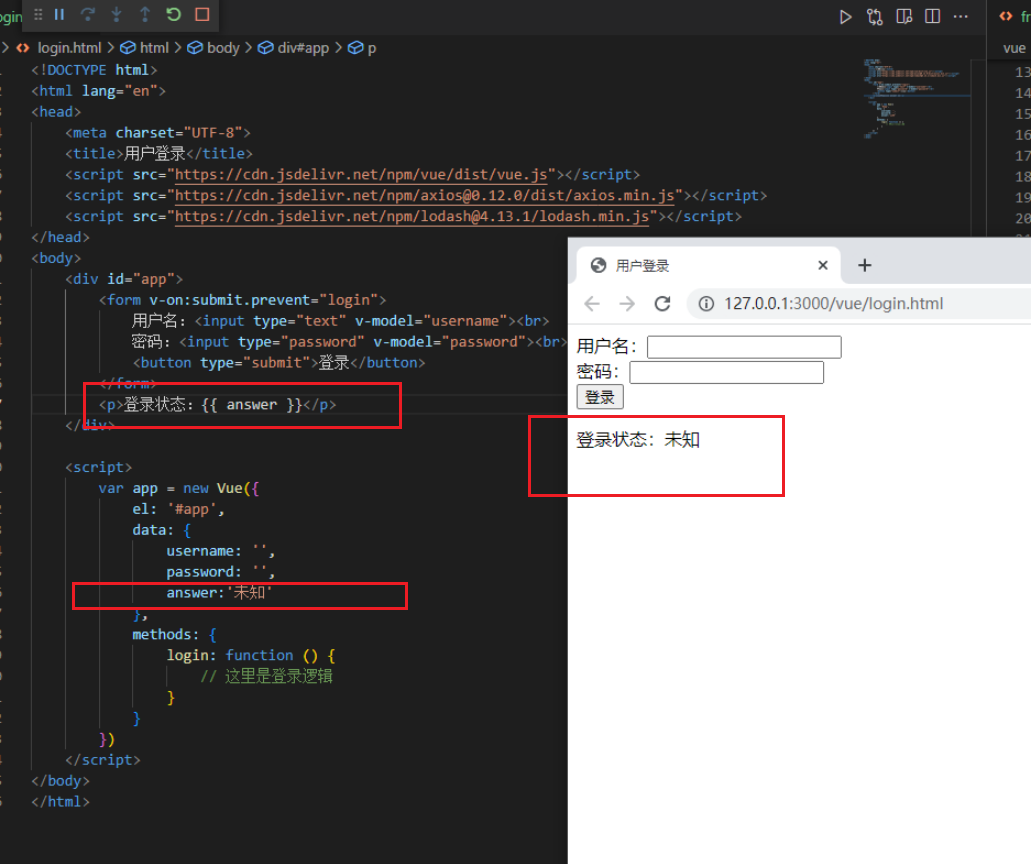 ogin
login.html > html > body > div#app > p
vue
fr
<!DOCTYPE html>
<html lang="en">
<head>
<meta charset="UTF-8">
<title>用户登录</title>
<script src="https://cdn.jsdelivr.net/npm/vue/dist/vue.js"></script>
<script src="https://cdn.jsdelivr.net/npm/axios@0.12.0/dist/axios.min.js"></script>
<script src="https://cdn.jsdelivr.net/npm/lodash@4.13.1/lodash.min.js"></script>
</head>
<body>
<div id="app">
<form v-on:submit.prevent="login">
用户名：<input type="text" v-model="username"><br>
密码：<input type="password" v-model="password"><br>
<button type="submit">登录</button>
</form>
<p>登录状态：{{ answer }}</p>
</div>
<script>
var app = new Vue({
el: '#app',
data: {
username: '',
password: '',
answer:'未知'
},
methods: {
login: function () {
// 这里是登录逻辑
}
}
})
</script>
</body>
</html>
13
14
15
16
17
18
19
20
用户登录
127.0.0.1:3000/vue/login.html
用户名：
密码：
登录
登录状态：未知